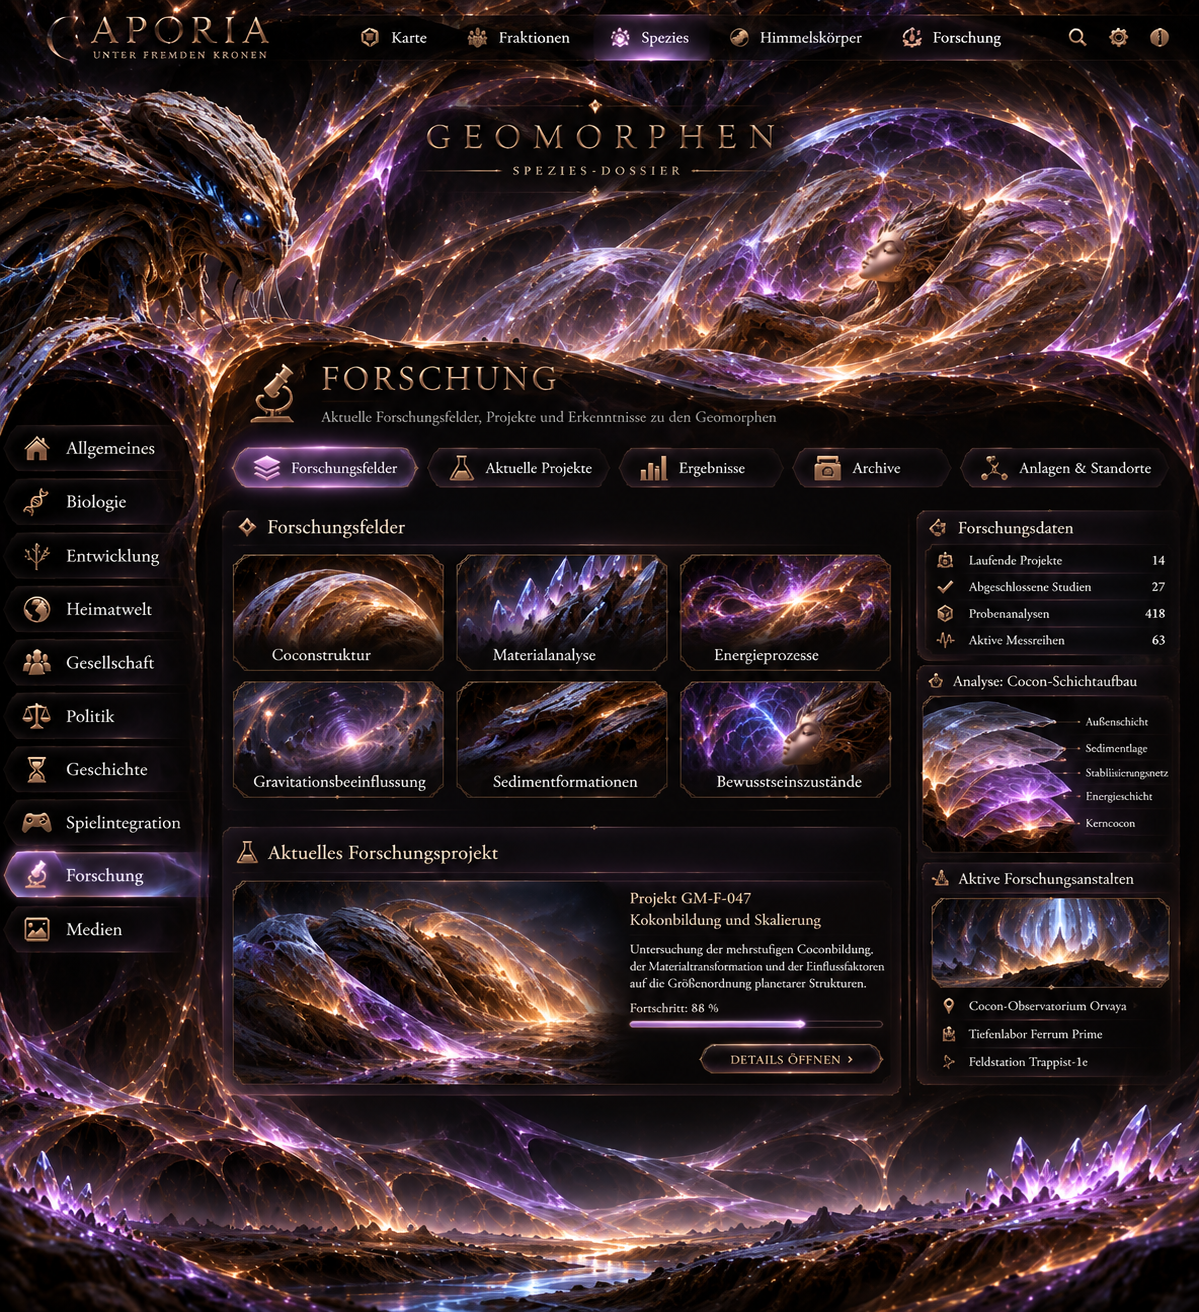 CAPORIA
UNTER FREMDEN KRONEN
Karte
Fraktionen
Spezies
Himmelskörper
Forschung
GEOMORPHEN
SPEZIES-DOSSIER
FORSCHUNG
Aktuelle Forschungsfelder, Projekte und Erkenntnisse zu den Geomorphen
Allgemeines
Biologie
Entwicklung
Heimatwelt
Gesellschaft
Politik
Geschichte
Spielintegration
Forschung
Medien
Forschungsfelder
Aktuelle Projekte
Ergebnisse
Archive
Anlagen & Standorte
Forschungsfelder
Coconstruktur
Materialanalyse
Energieprozesse
Gravitationsbeeinflussung
Sedimentformationen
Bewusstseinszustände
Aktuelles Forschungsprojekt
Projekt GM-F-047
Kokonbildung und Skalierung
Untersuchung der mehrstufigen Coconbildung,
der Materialtransformation und der Einflussfaktoren
auf die Größenordnung planetarer Strukturen.
Fortschritt: 88 %
DETAILS ÖFFNEN ›
Forschungsdaten
Laufende Projekte 14
Abgeschlossene Studien 27
Probenanalysen 418
Aktive Messreihen 63
Analyse: Cocon-Schichtaufbau
Außenschicht
Sedimentlage
Stabilisierungsnetz
Energieschicht
Kerncocon
Aktive Forschungsanstalten
Cocon-Observatorium Orvaya
Tiefenlabor Ferrum Prime
Feldstation Trappist-1e